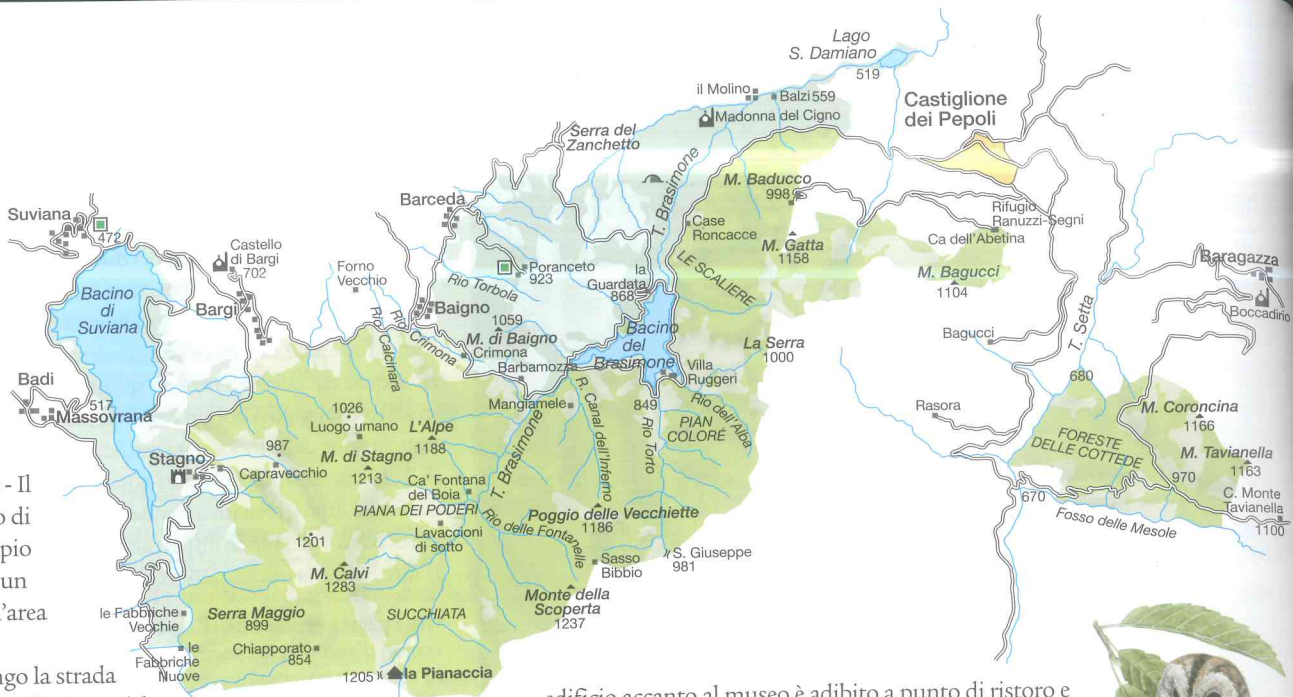 Lago
S. Damiano
519
il Molino
Balzi 559
Castiglione
dei Pepoli
Madonna del Cigno
Serra del
Zanchetto
T. Brasimone
M. Baducco
998
Barceda
Suviana
472
Castello
di Bargi
702
Case
Roncacce
Rifugio
Ranuzzi-Segni
Ca dell'Abetina
M. Gatta
1158
Baragazza
Forno
Vecchio
Poranceto
923
la
Guardata
868
LE SCALIERE
M. Bagucci
1104
Boccadirio
Bacino
di
Suviana
Bargi
Rio Torbola
Baigno
1059
M. di Baigno
Rio Crimona
Crimona
Rio Calcinara
Bacino
del
Brasimone
T. Setta
Bagucci
La Serra
1000
Barbamozza
Villa
Ruggeri
Badi
517
Massovrana
680
Mangiamele
849
Rio dell'Alba
Rasora
M. Coroncina
1166
1026
Luogo umano
L'Alpe
1188
R. Canal dell'Inferno
Rio Torto
PIAN
COLORÈ
FORESTE
DELLE COTTEDE
M. Tavianella
1163
987
Capravecchio
M. di Stagno
1213
T. Brasimone
Stagno
970
Ca' Fontana
del Boia
PIANA DEI PODERI
670
C. Monte
Tavianella
1100
Poggio delle Vecchiette
1186
Rio delle Fontanelle
Fosso delle Mesole
Lavaccioni
di sotto
1201
Sasso
Bibbio
S. Giuseppe
981
M. Calvi
1283
Monte della
Scoperta
1237
le Fabbriche
Vecchie
Serra Maggio
899
SUCCHIATA
le
Fabbriche
Nuove
Chiapporato
854
1205
la Pianaccia
- Il
o di
pio
un
l'area
ngo la strada
edificio accanto al museo è adibito a punto di ristoro e